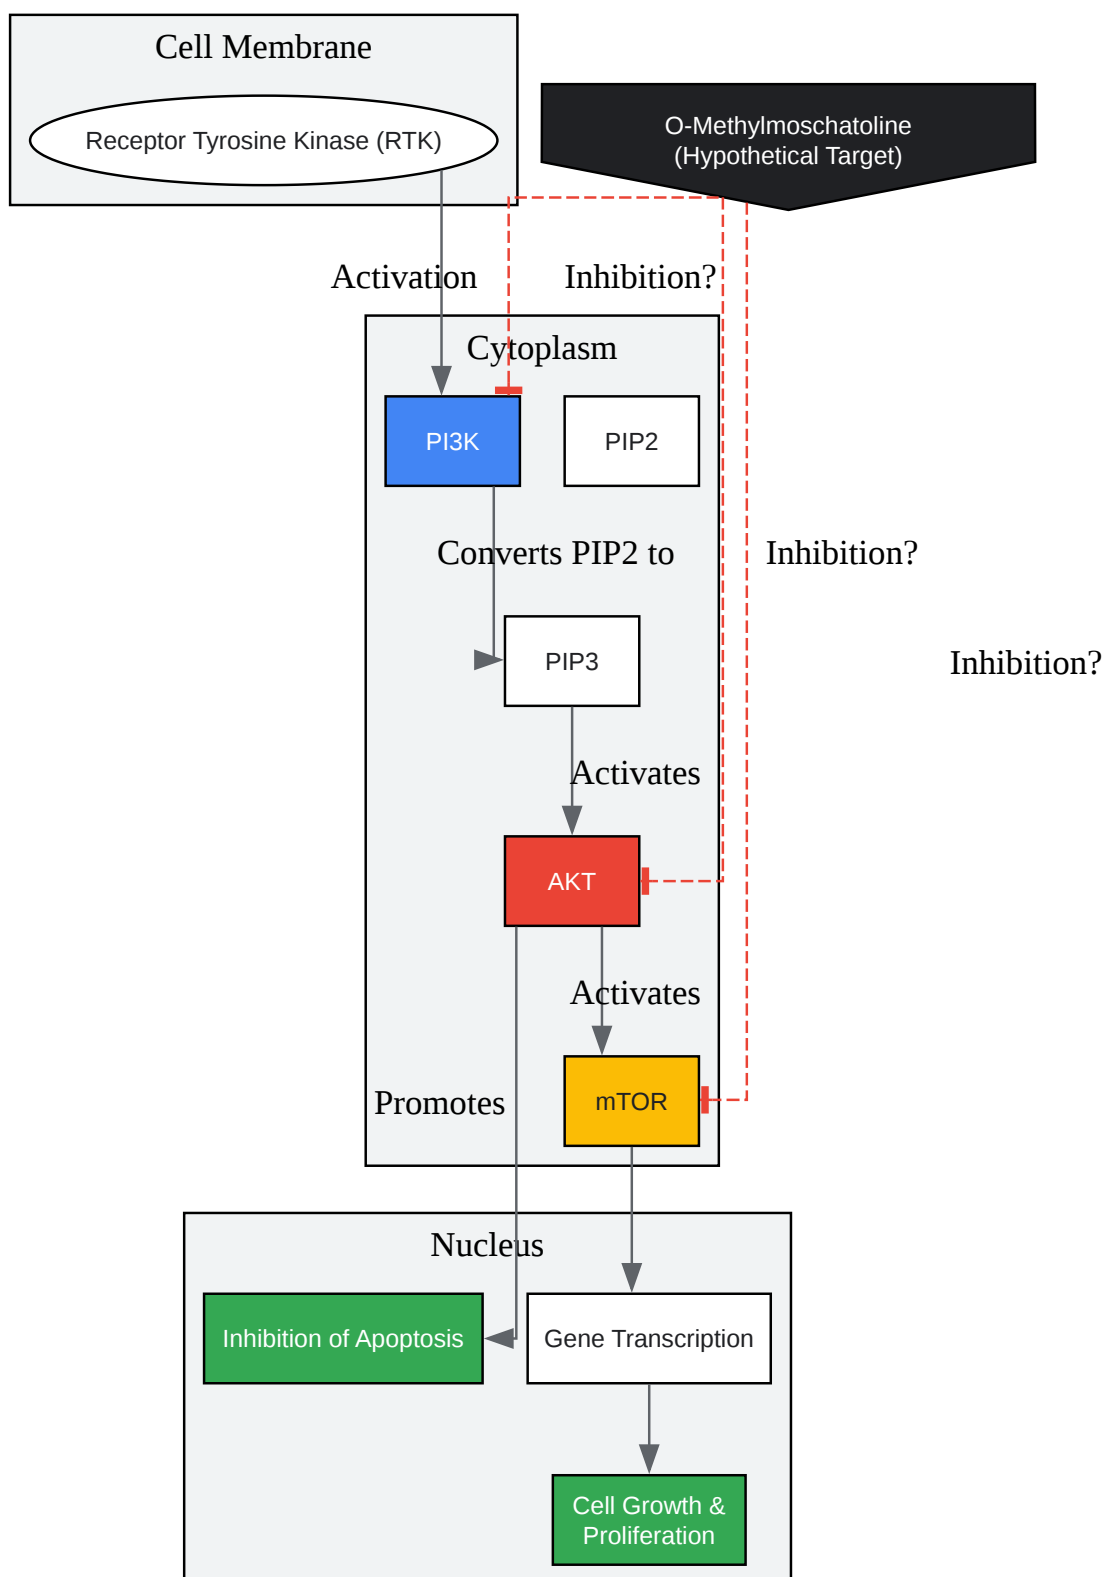 Cell Membrane
Receptor Tyrosine Kinase (RTK)
O-Methylmoschatoline
(Hypothetical Target)
Activation
Inhibition?
Cytoplasm
PI3K
PIP2
Converts PIP2 to
Inhibition?
PIP3
Inhibition?
Activates
AKT
Activates
Promotes
mTOR
Nucleus
Inhibition of Apoptosis
Gene Transcription
Cell Growth &
Proliferation